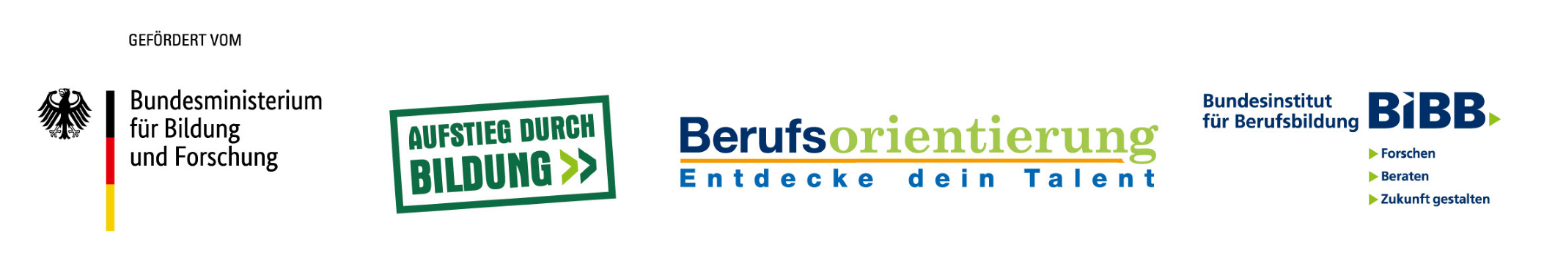 GEFÖRDERT VOM
Bundesministerium
für Bildung
und Forschung
AUFSTIEG DURCH
BILDUNG >>
Berufsorientierung
Entdecke dein Talent
Bundesinstitut
für Berufsbildung
BiBB
Forschen
Beraten
Zukunft gestalten